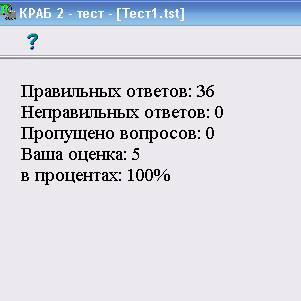 КРАБ 2 - тест - [Тест1.tst]
?
Правильных ответов: 36
Неправильных ответов: 0
Пропущено вопросов: 0
Ваша оценка: 5
в процентах: 100%